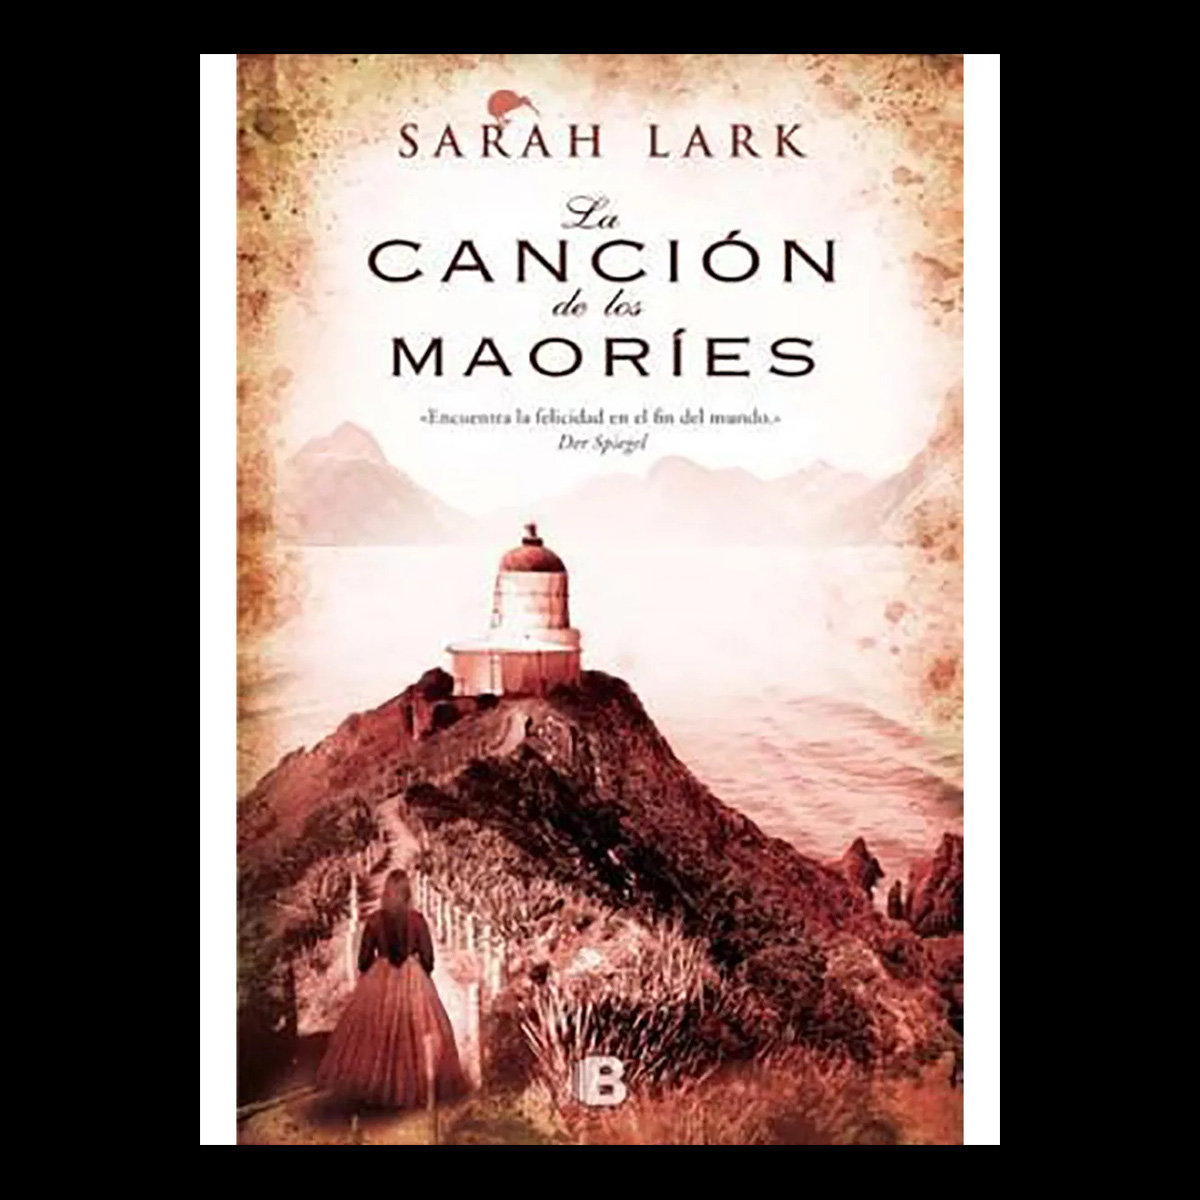 SARAH LARK
La
CANCIÓN
de los
MAORÍES
«Encuentra la felicidad en el fin del mundo.»
Der Spiegel
B